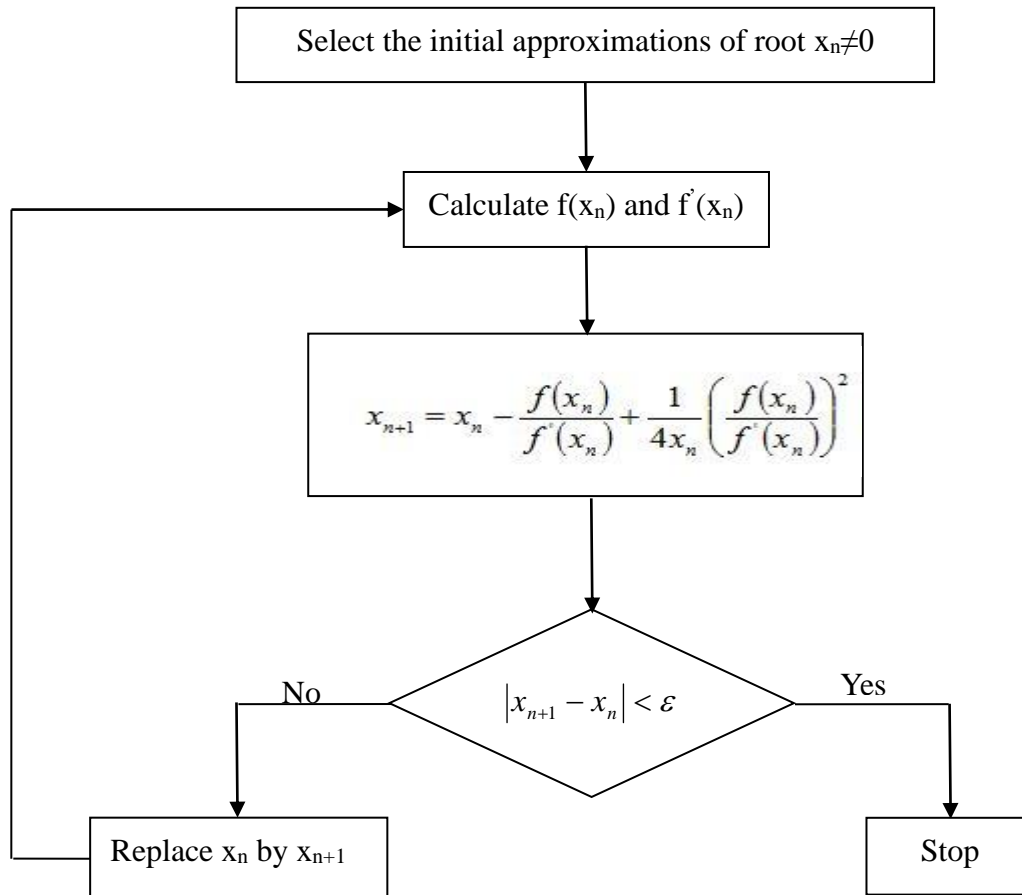 Select the initial approximations of root xₙ≠0
Calculate f(xₙ) and f'(xₙ)
xₙ₊₁ = xₙ − f(xₙ)/f'(xₙ) + 1/4xₙ (f(xₙ)/f'(xₙ))²
|xₙ₊₁ − xₙ| < ε
No
Yes
Replace xₙ by xₙ₊₁
Stop